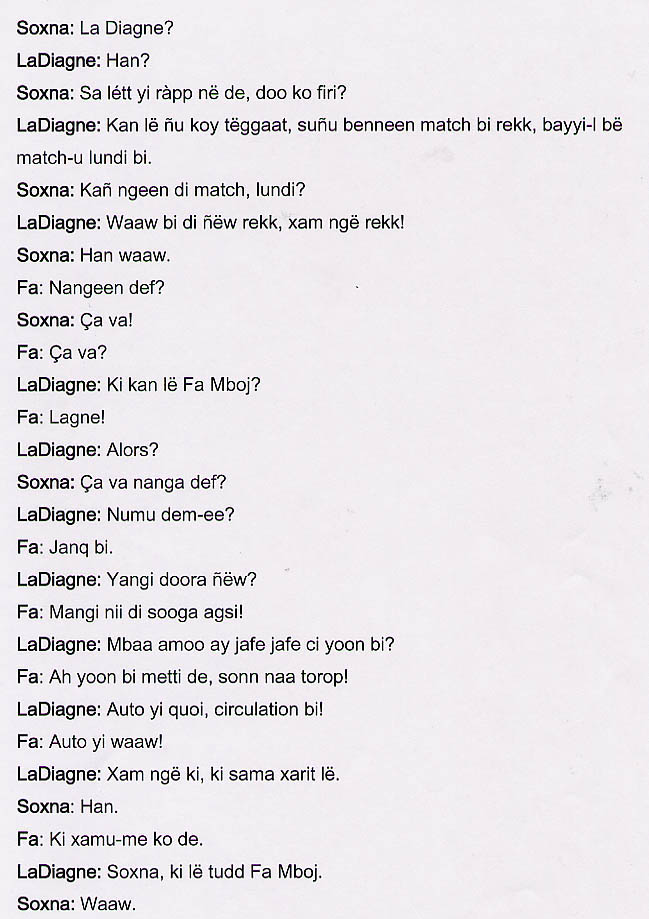 Soxna: La Diagne?
LaDiagne: Han?
Soxna: Sa létt yi ràpp në de, doo ko firi?
LaDiagne: Kan lë ñu koy tëggaat, suñu benneen match bi rekk, bayyi-l bë
match-u lundi bi.
Soxna: Kañ ngeen di match, lundi?
LaDiagne: Waaw bi di ñëw rekk, xam ngë rekk!
Soxna: Han waaw.
Fa: Nangeen def?
Soxna: Ça va!
Fa: Ça va?
LaDiagne: Ki kan lë Fa Mboj?
Fa: Lagne!
LaDiagne: Alors?
Soxna: Ça va nanga def?
LaDiagne: Numu dem-ee?
Fa: Janq bi.
LaDiagne: Yangi doora ñëw?
Fa: Mangi nii di sooga agsi!
LaDiagne: Mbaa amoo ay jafe jafe ci yoon bi?
Fa: Ah yoon bi metti de, sonn naa torop!
LaDiagne: Auto yi quoi, circulation bi!
Fa: Auto yi waaw!
LaDiagne: Xam ngë ki, ki sama xarit lë.
Soxna: Han.
Fa: Ki xamu-me ko de.
LaDiagne: Soxna, ki lë tudd Fa Mboj.
Soxna: Waaw.